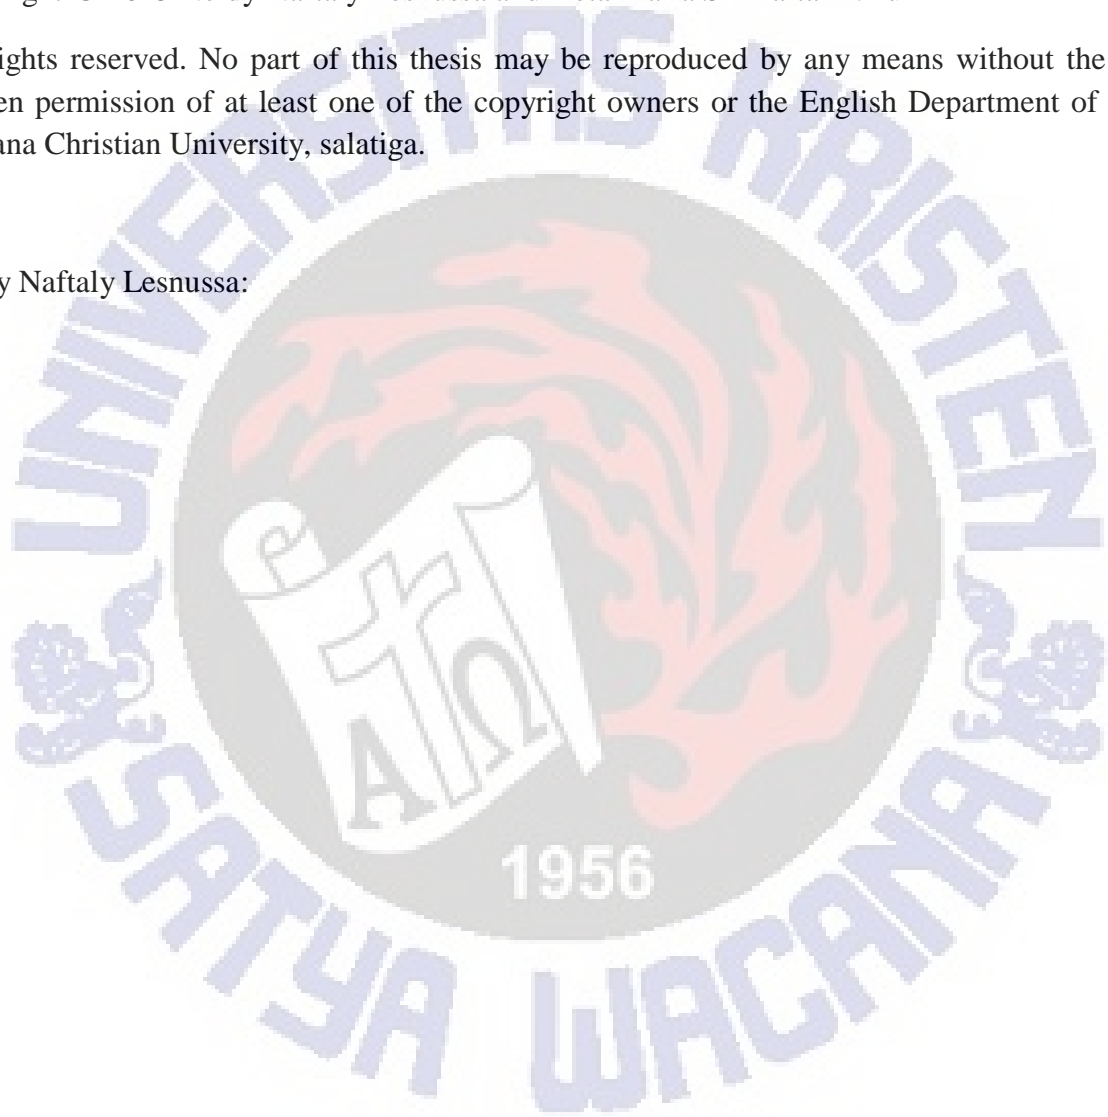 ights reserved. No part of this thesis may be reproduced by any means without the
en permission of at least one of the copyright owners or the English Department of
ana Christian University, salatiga.
y Naftaly Lesnussa:
UNIVERSITAS KRISTEN
Α Ω
1956
SATYA WACANA